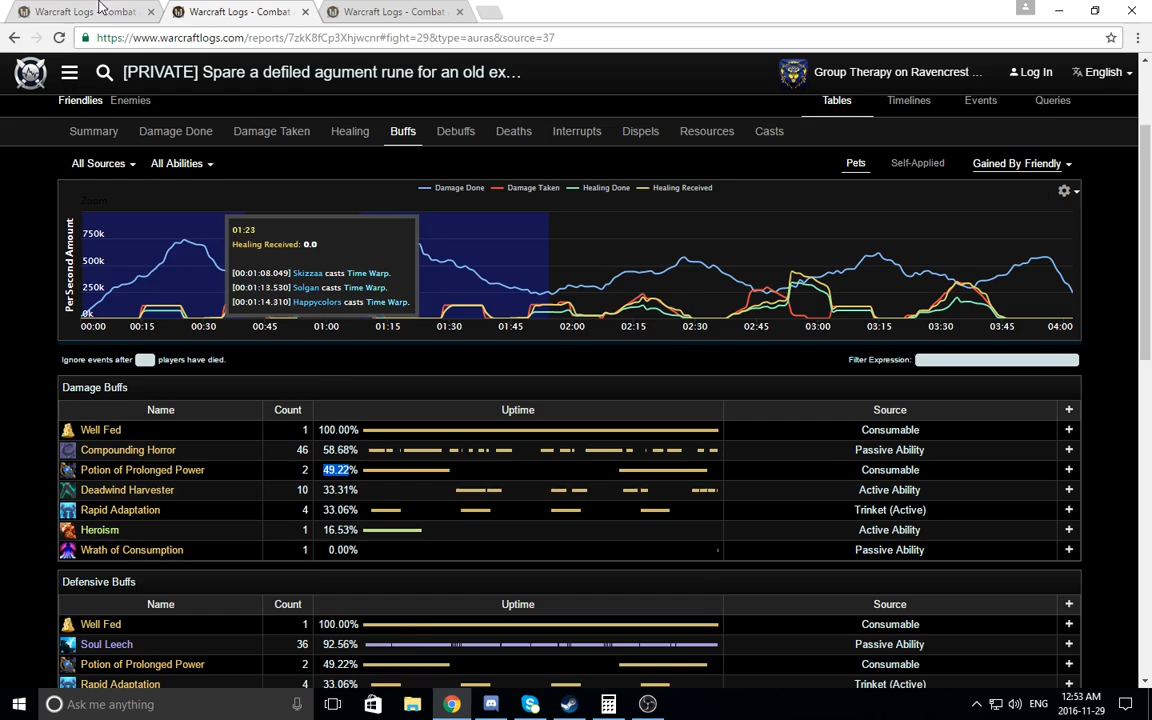 Warcraft Logs - Combat
Warcraft Logs - Combat
Warcraft Logs - Combat
https://www.warcraftlogs.com/reports/7zkK8fCp3Xhjwcnr#fight=29&type=auras&source=37
[PRIVATE] Spare a defiled agument rune for an old ex...
Group Therapy on Ravencrest ...
Log In
English
Friendlies Enemies
Tables Timelines Events Queries
Summary Damage Done Damage Taken Healing Buffs Debuffs Deaths Interrupts Dispels Resources Casts
All Sources All Abilities Pets Self-Applied Gained By Friendly
Damage Done Damage Taken Healing Done Healing Received
Zoom
Per Second Amount
750k
500k
250k
0k
01:23
Healing Received: 0.0
[00:01:08.049] Skizzaa casts Time Warp.
[00:01:13.530] Solgan casts Time Warp.
[00:01:14.310] Happycolors casts Time Warp.
00:00 00:15 00:30 00:45 01:00 01:15 01:30 01:45 02:00 02:15 02:30 02:45 03:00 03:15 03:30 03:45 04:00
Ignore events after players have died. Filter Expression:
Damage Buffs
Name Count Uptime Source +
Well Fed 1 100.00% Consumable +
Compounding Horror 46 58.68% Passive Ability +
Potion of Prolonged Power 2 49.22% Consumable +
Deadwind Harvester 10 33.31% Active Ability +
Rapid Adaptation 4 33.06% Trinket (Active) +
Heroism 1 16.53% Active Ability +
Wrath of Consumption 1 0.00% Passive Ability +
Defensive Buffs
Name Count Uptime Source +
Well Fed 1 100.00% Consumable +
Soul Leech 36 92.56% Passive Ability +
Potion of Prolonged Power 2 49.22% Consumable +
Rapid Adaptation 4 33.06% Trinket (Active) +
Ask me anything
ENG
12:53 AM
2016-11-29